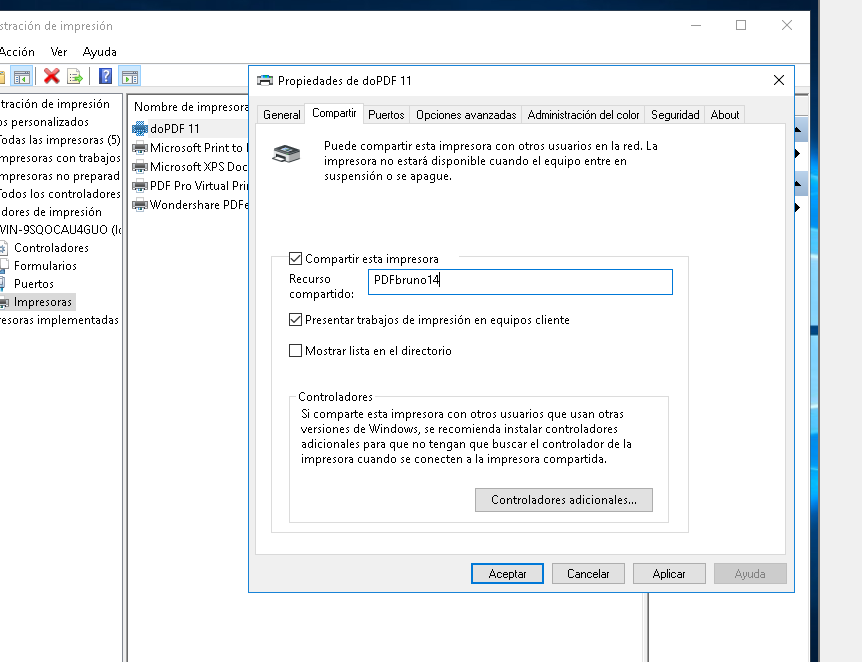 stración de impresión
Acción Ver Ayuda
tración de impresión
os personalizados
Todas las impresoras (5)
Impresoras con trabajos
Impresoras no preparad
Todos los controladores
dores de impresión
WIN-9SQOCAU4GUO (lo
Controladores
Formularios
Puertos
Impresoras
resoras implementadas
Nombre de impresora
doPDF 11
Microsoft Print to
Microsoft XPS Doc
PDF Pro Virtual Pri
Wondershare PDFe
Propiedades de doPDF 11
General Compartir Puertos Opciones avanzadas Administración del color Seguridad About
Puede compartir esta impresora con otros usuarios en la red. La
impresora no estará disponible cuando el equipo entre en
suspensión o se apague.
Compartir esta impresora
Recurso
compartido:
PDFbruno14
Presentar trabajos de impresión en equipos cliente
Mostrar lista en el directorio
Controladores
Si comparte esta impresora con otros usuarios que usan otras
versiones de Windows, se recomienda instalar controladores
adicionales para que no tengan que buscar el controlador de la
impresora cuando se conecten a la impresora compartida.
Controladores adicionales...
Aceptar Cancelar Aplicar Ayuda